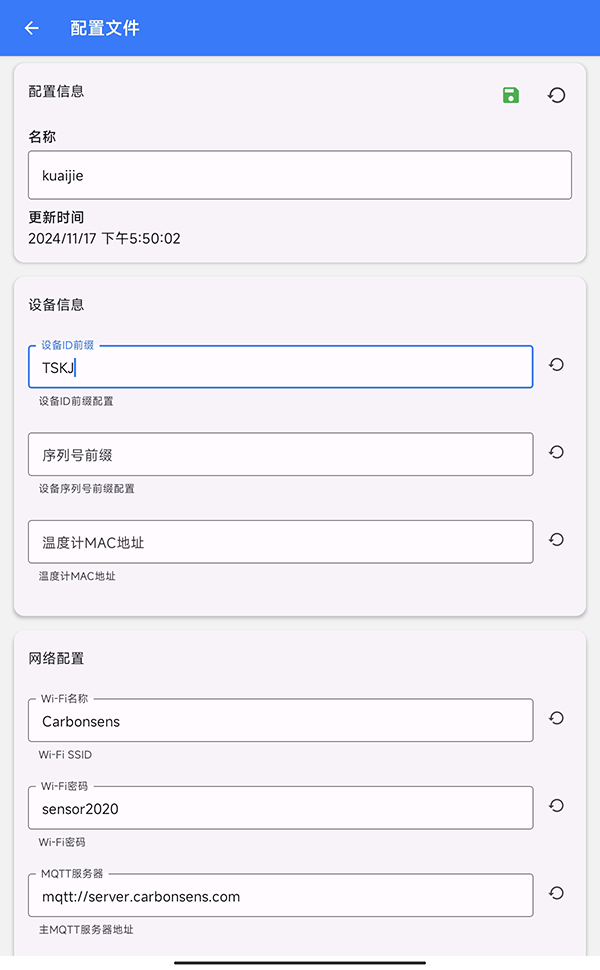 配置文件
配置信息
名称
kuaijie
更新时间
2024/11/17 下午5:50:02
设备信息
设备ID前缀
TSKJ
设备ID前缀配置
序列号前缀
设备序列号前缀配置
温度计MAC地址
温度计MAC地址
网络配置
Wi-Fi名称
Carbonsens
Wi-Fi SSID
Wi-Fi密码
sensor2020
Wi-Fi密码
MQTT服务器
mqtt://server.carbonsens.com
主MQTT服务器地址